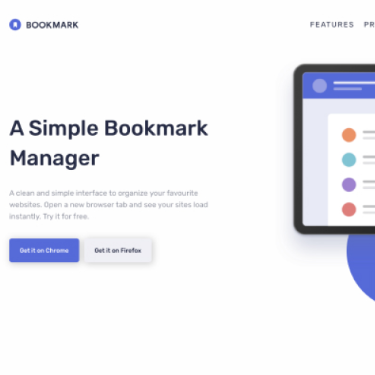 BOOKMARK
FEATURES PR
A Simple Bookmark
Manager
A clean and simple interface to organize your favourite
websites. Open a new browser tab and see your sites load
instantly. Try it for free.
Get it on Chrome
Get it on Firefox